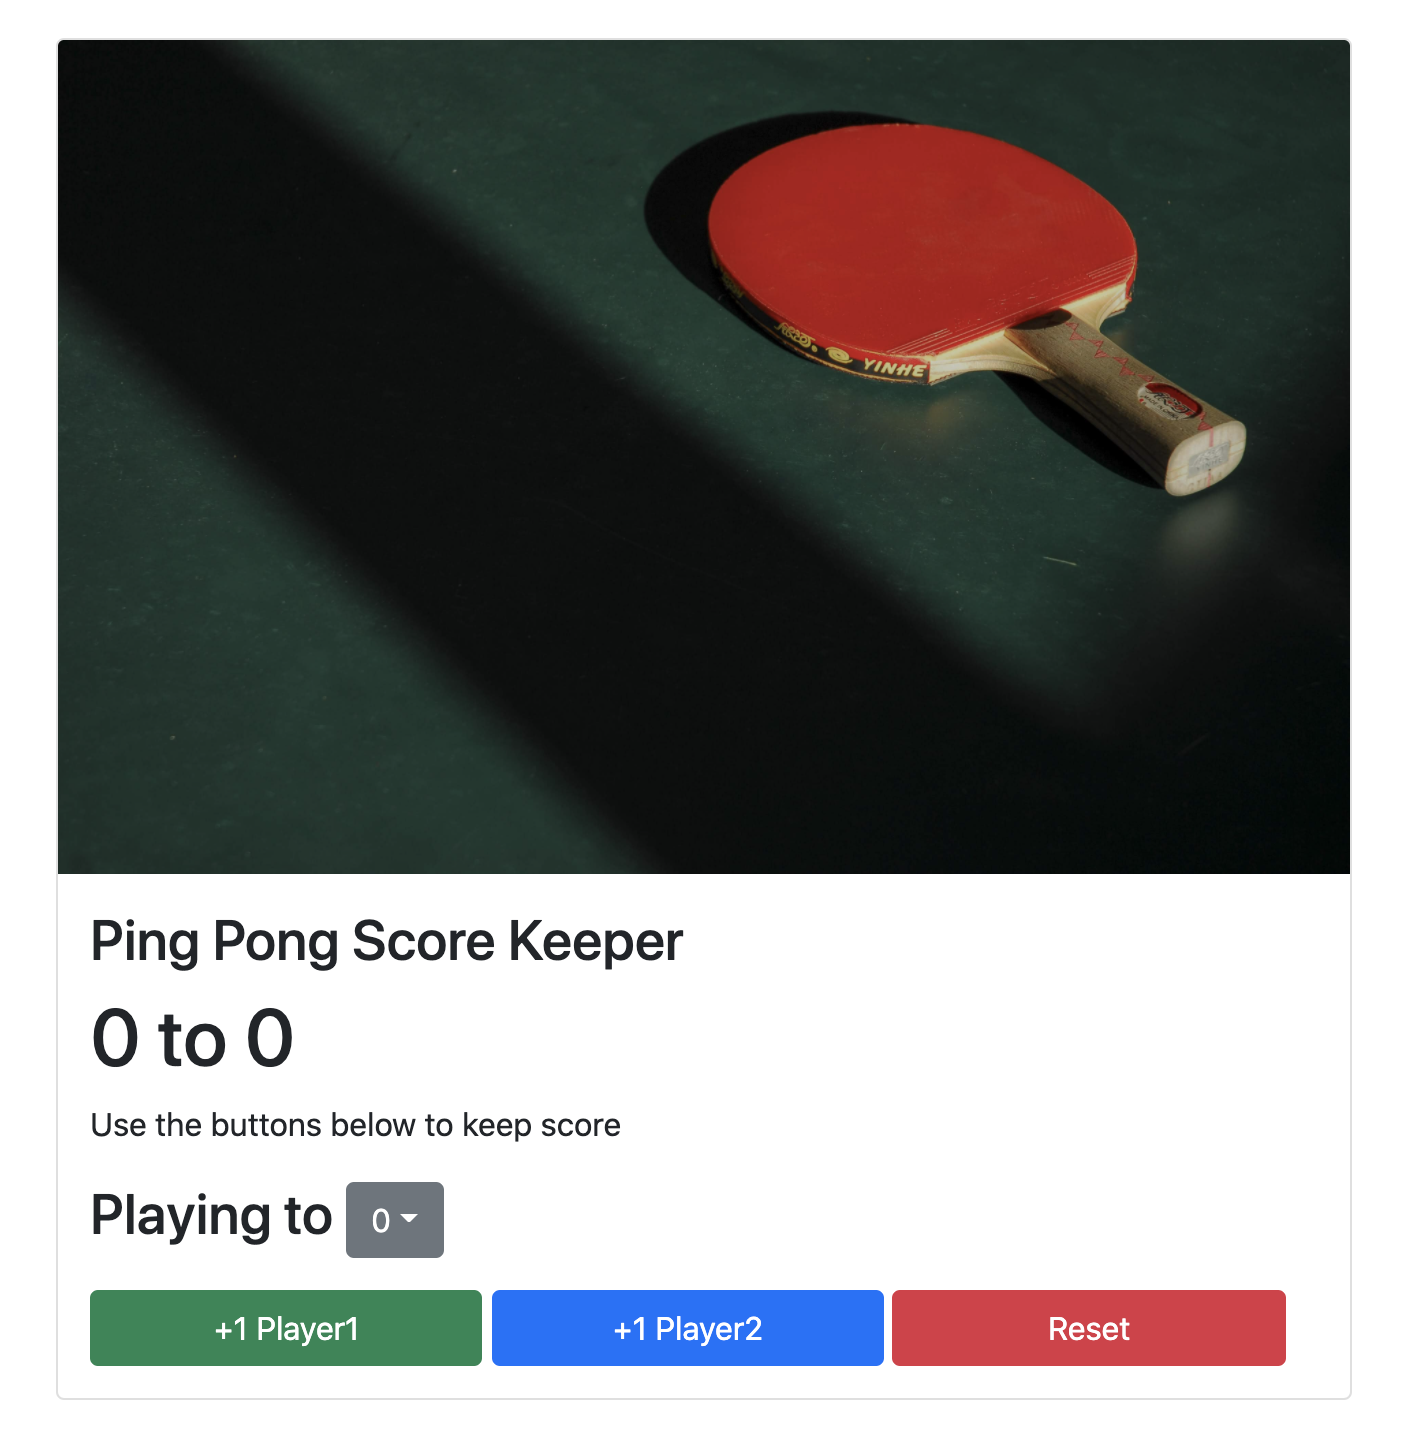 YINHE
Ping Pong Score Keeper
0 to 0
Use the buttons below to keep score
Playing to 0
+1 Player1 +1 Player2 Reset